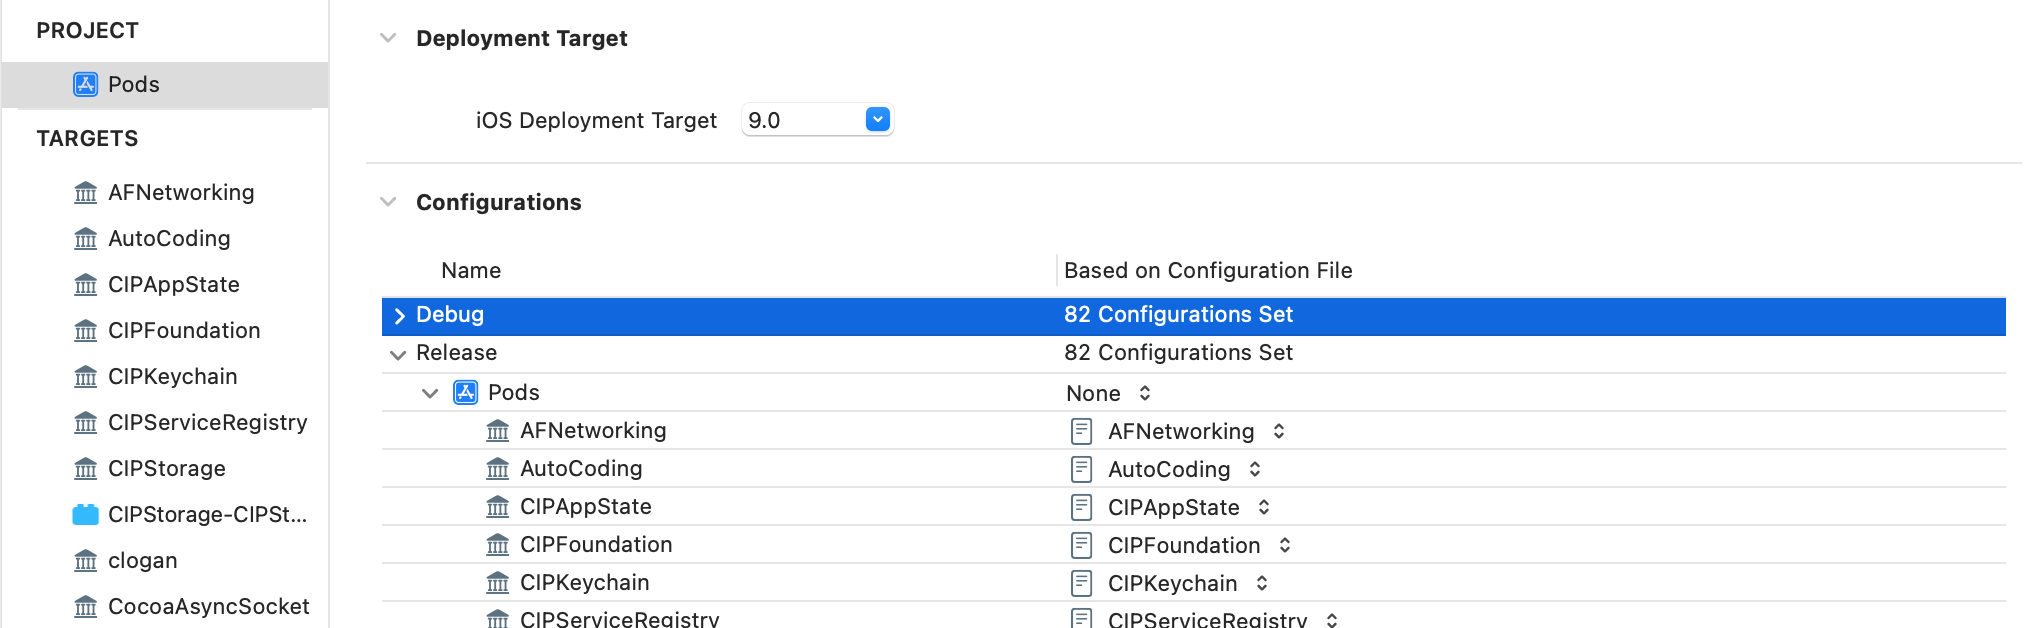 PROJECT
Pods
TARGETS
AFNetworking
AutoCoding
CIPAppState
CIPFoundation
CIPKeychain
CIPServiceRegistry
CIPStorage
CIPStorage-CIPSt...
clogan
CocoaAsyncSocket
Deployment Target
iOS Deployment Target 9.0
Configurations
Name Based on Configuration File
Debug 82 Configurations Set
Release 82 Configurations Set
Pods None
AFNetworking AFNetworking
AutoCoding AutoCoding
CIPAppState CIPAppState
CIPFoundation CIPFoundation
CIPKeychain CIPKeychain
CIPServiceRegistry CIPServiceRegistry